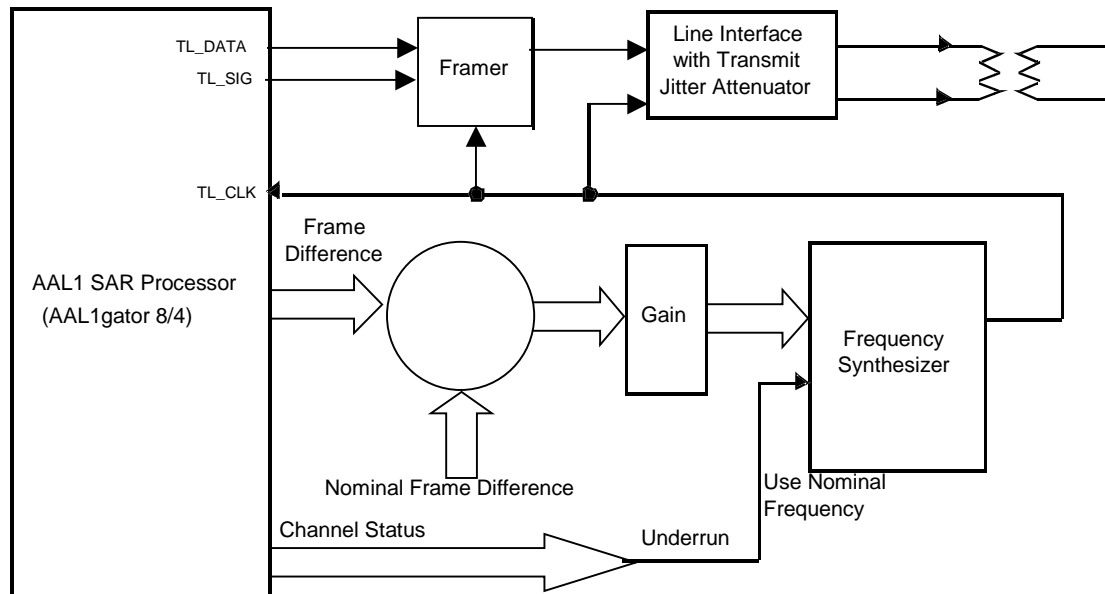 TL_DATA
TL_SIG
Framer
Line Interface
with Transmit
Jitter Attenuator
TL_CLK
Frame
Difference
AAL1 SAR Processor
(AAL1gator 8/4)
Gain
Frequency
Synthesizer
Nominal Frame Difference
Use Nominal
Frequency
Channel Status
Underrun